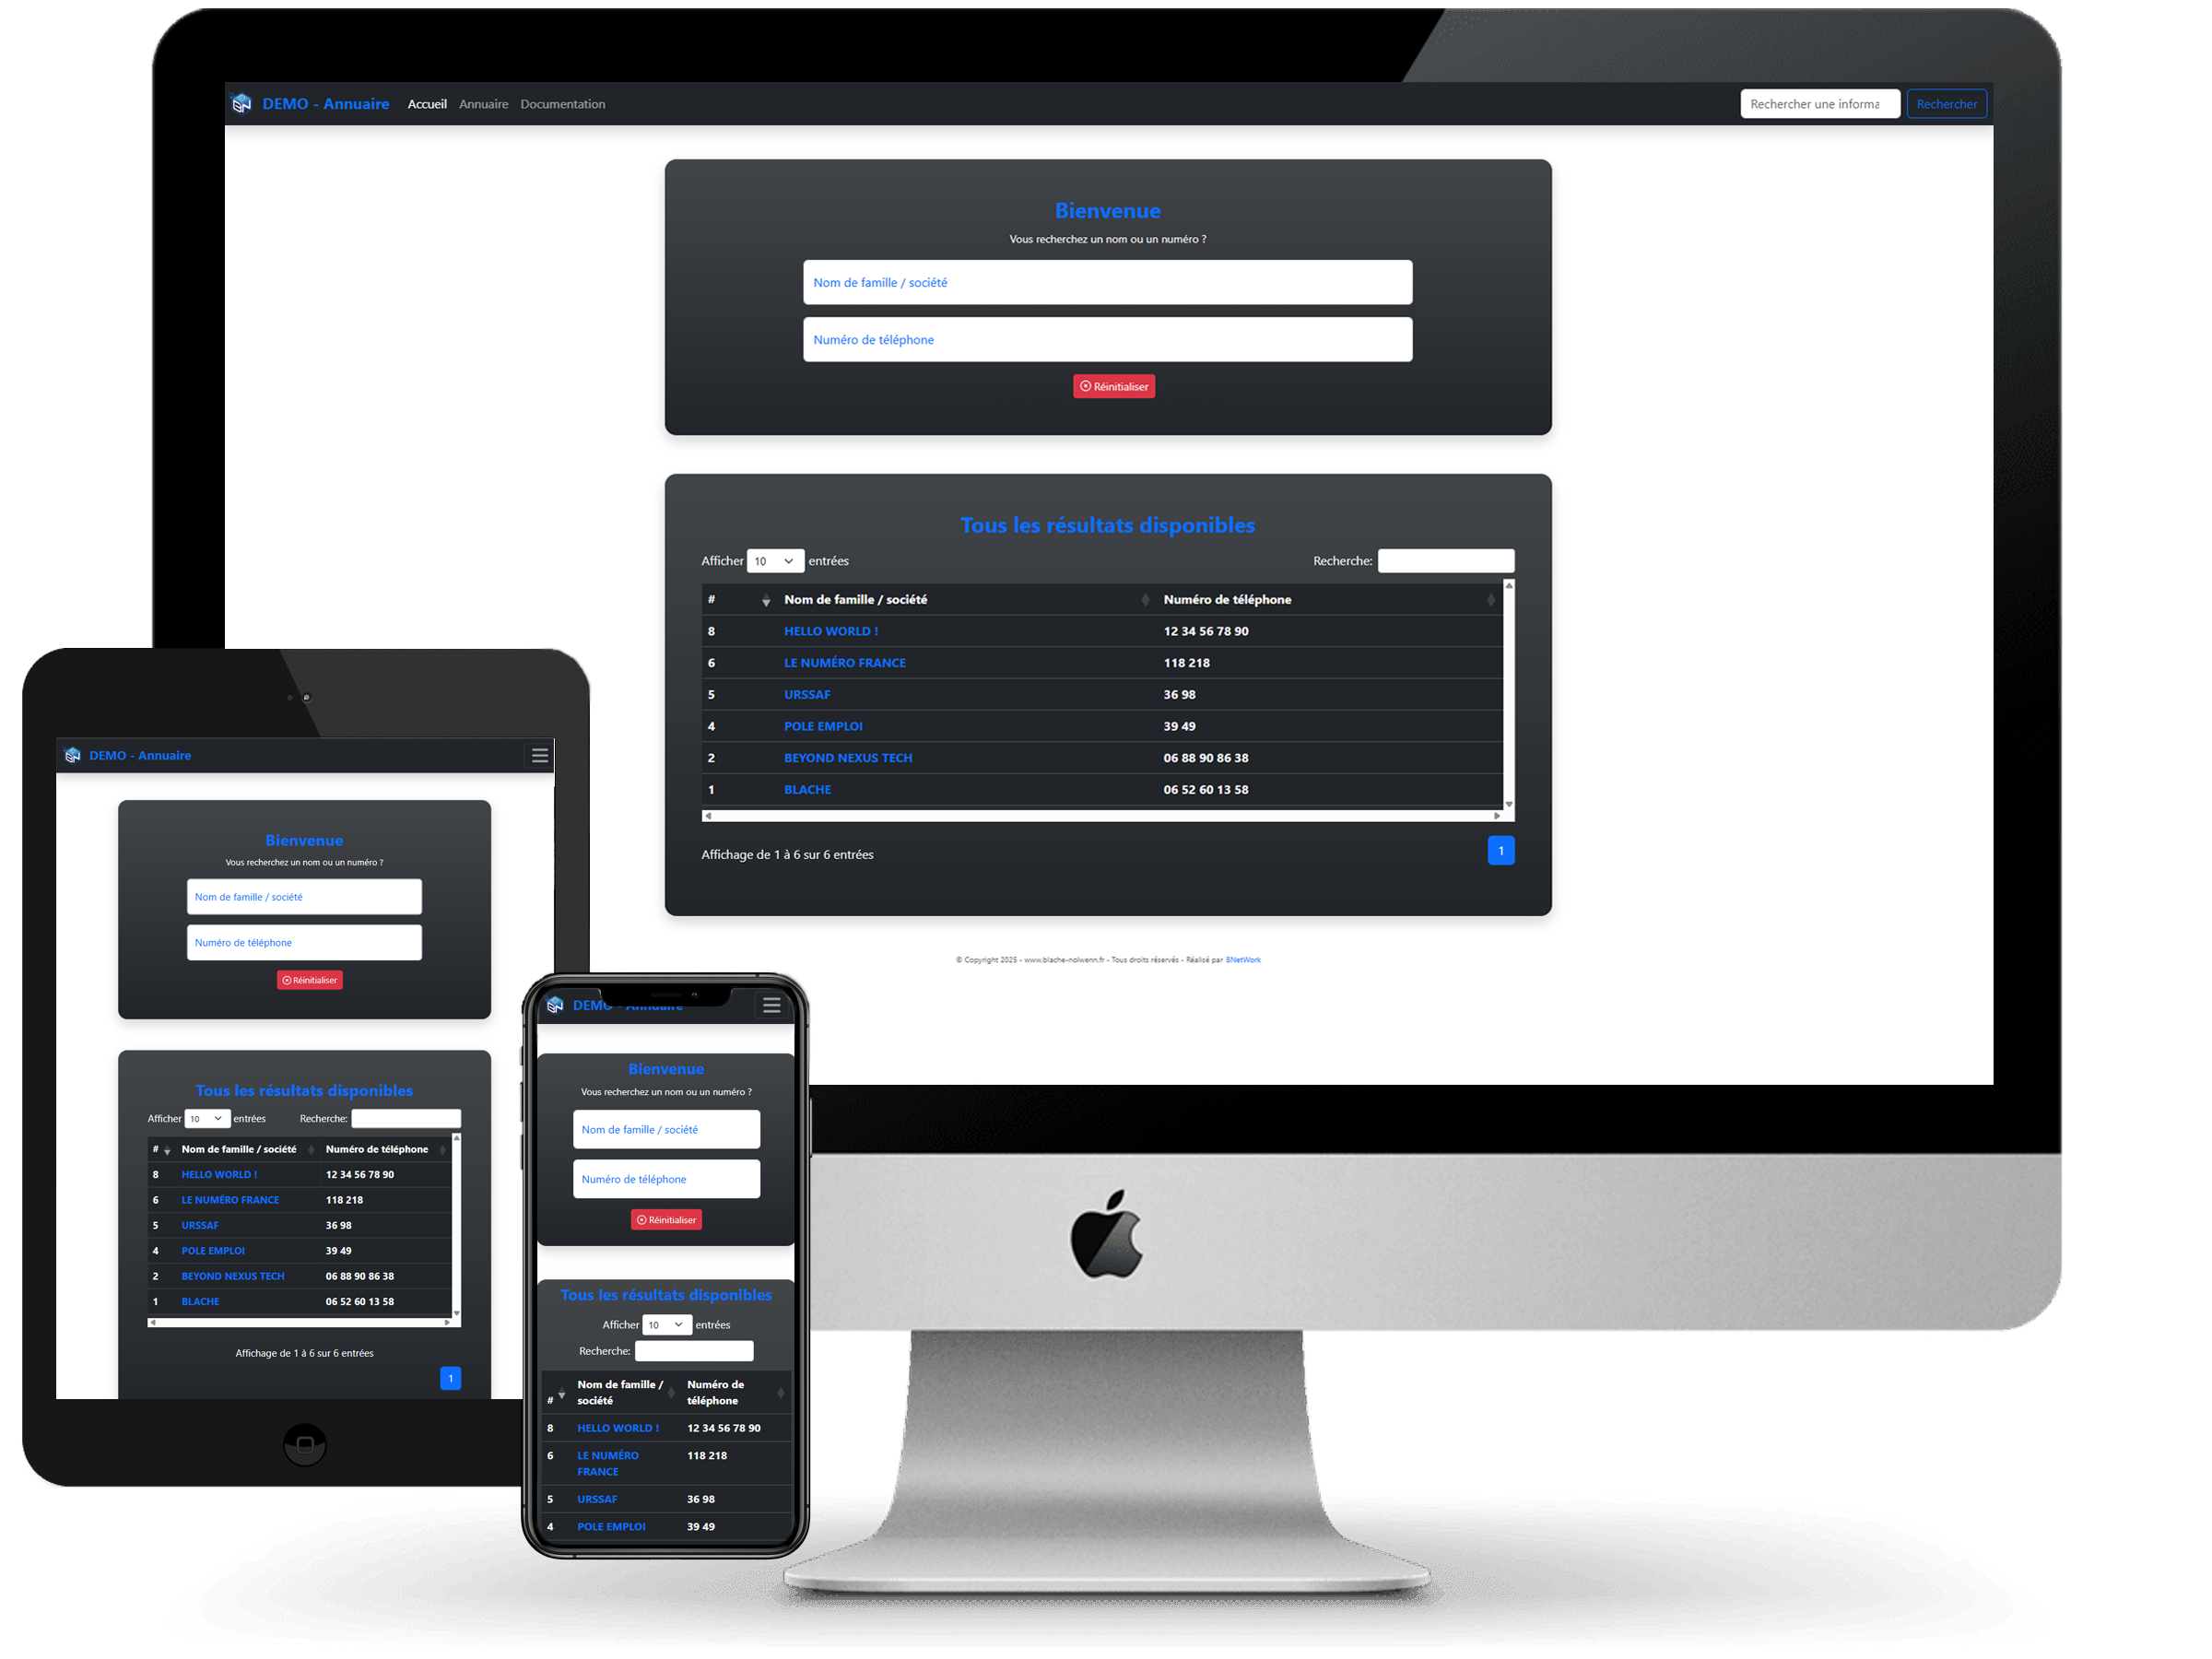 DEMO - Annuaire Accueil Annuaire Documentation Rechercher une informa Rechercher
Bienvenue
Vous recherchez un nom ou un numéro ?
Nom de famille / société
Numéro de téléphone
Réinitialiser
Tous les résultats disponibles
Afficher 10 entrées Recherche:
# Nom de famille / société Numéro de téléphone
8 HELLO WORLD ! 12 34 56 78 90
6 LE NUMÉRO FRANCE 118 218
5 URSSAF 36 98
4 POLE EMPLOI 39 49
2 BEYOND NEXUS TECH 06 88 90 86 38
1 BLACHE 06 52 60 13 58
Affichage de 1 à 6 sur 6 entrées 1
© Copyright 2025 - www.blache-nolwenn.fr - Tous droits réservés - Réalisé par BNetWork
DEMO - Annuaire
Bienvenue
Vous recherchez un nom ou un numéro ?
Nom de famille / société
Numéro de téléphone
Réinitialiser
Tous les résultats disponibles
Afficher 10 entrées Recherche:
# Nom de famille / société Numéro de téléphone
8 HELLO WORLD ! 12 34 56 78 90
6 LE NUMÉRO FRANCE 118 218
5 URSSAF 36 98
4 POLE EMPLOI 39 49
2 BEYOND NEXUS TECH 06 88 90 86 38
1 BLACHE 06 52 60 13 58
Affichage de 1 à 6 sur 6 entrées
1
DEMO - Annuaire
Bienvenue
Vous recherchez un nom ou un numéro ?
Nom de famille / société
Numéro de téléphone
Réinitialiser
Tous les résultats disponibles
Afficher 10 entrées
Recherche:
Nom de famille / Numéro de
# société téléphone
8 HELLO WORLD ! 12 34 56 78 90
6 LE NUMÉRO 118 218
FRANCE
5 URSSAF 36 98
4 POLE EMPLOI 39 49